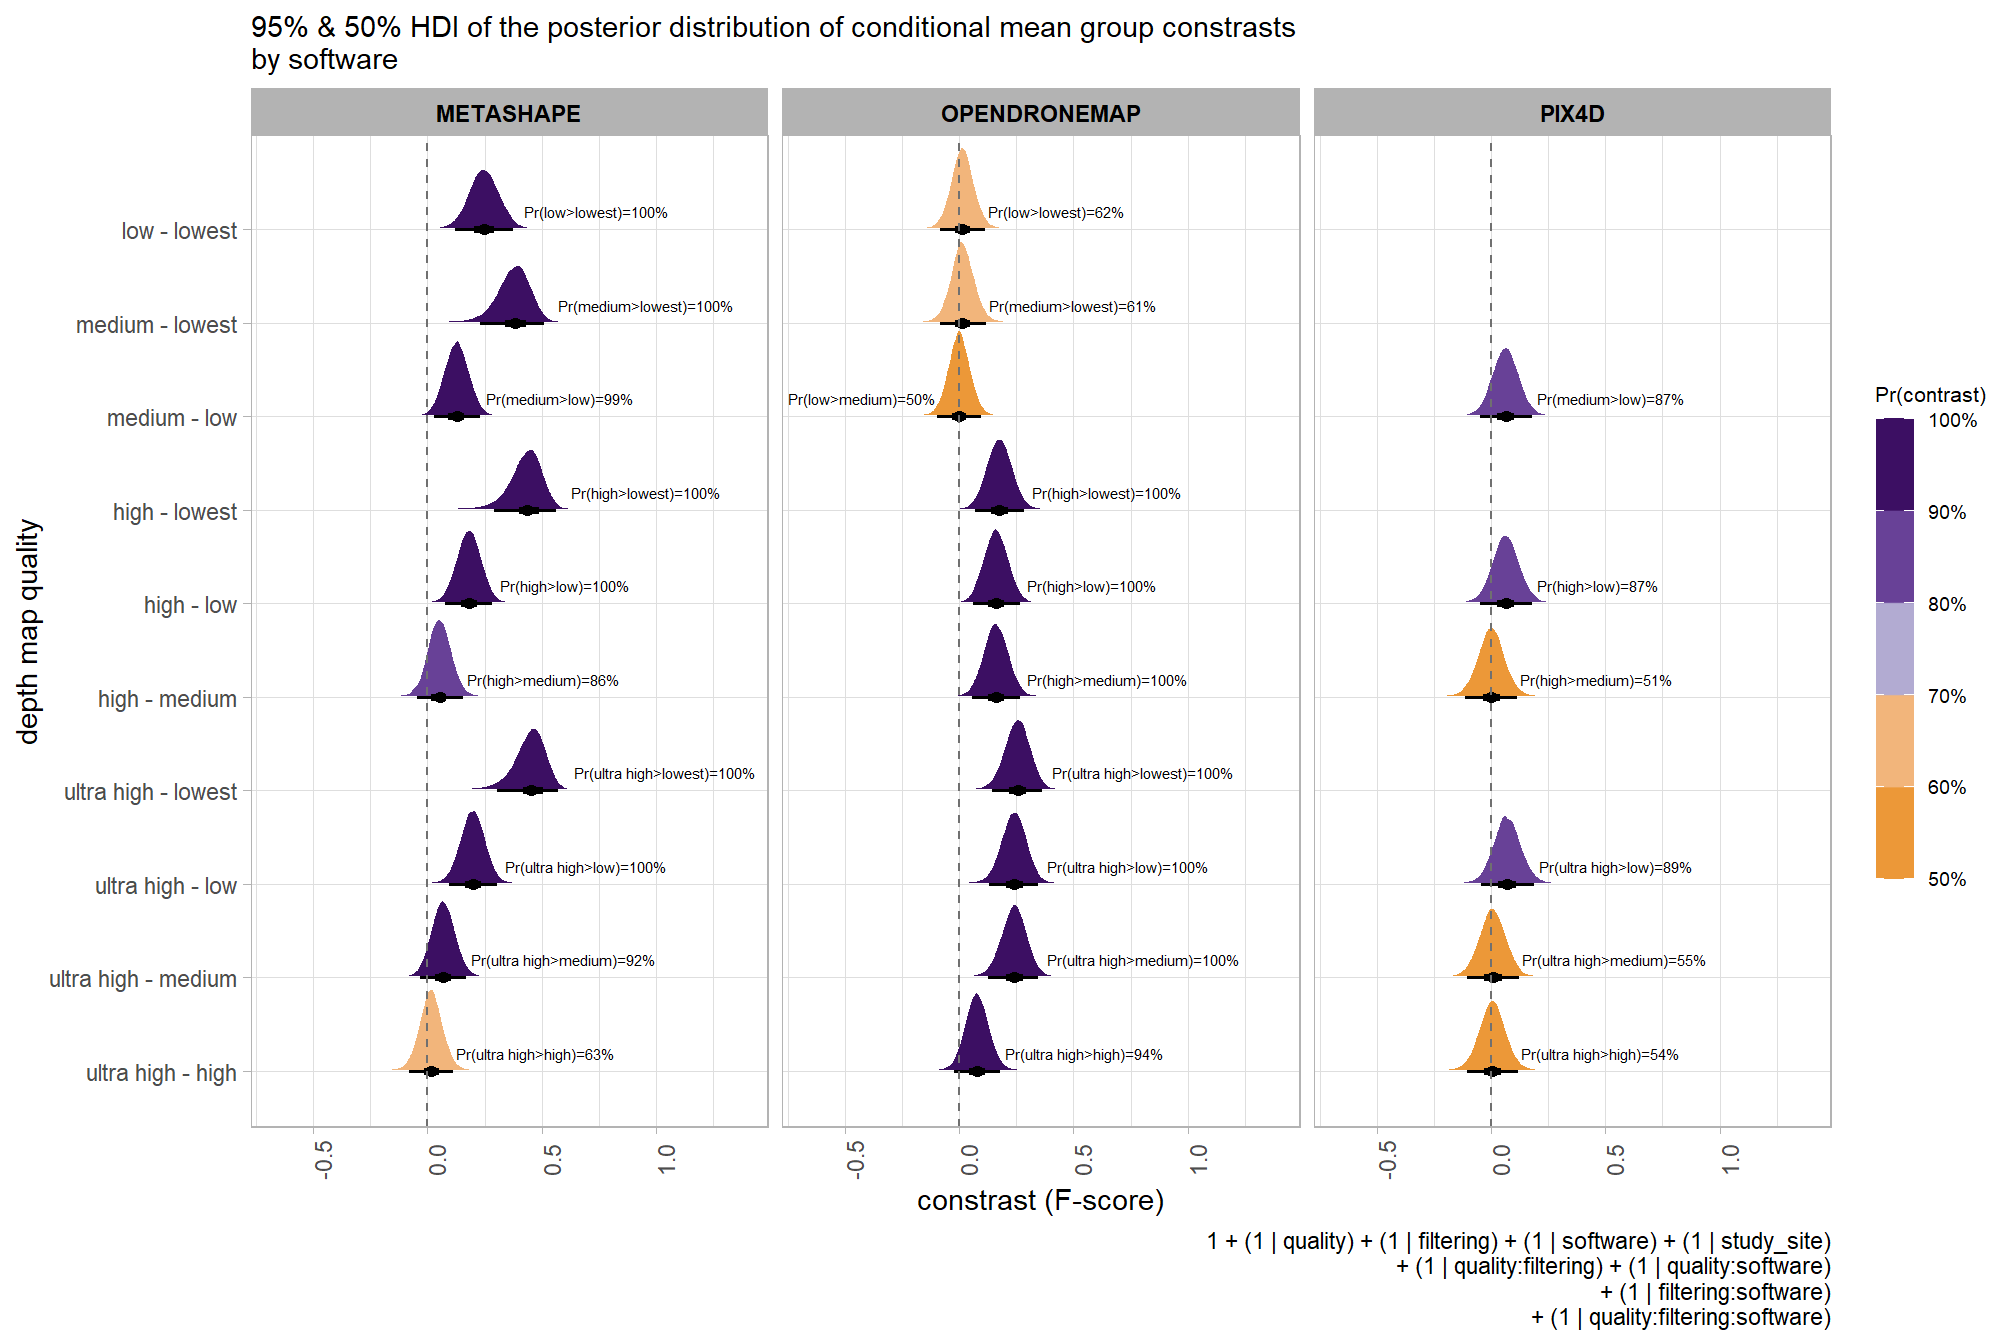 95% & 50% HDI of the posterior distribution of conditional mean group constrasts
by software
METASHAPE
OPENDRONEMAP
PIX4D
depth map quality
low - lowest
Pr(low>lowest)=100%
Pr(low>lowest)=62%
medium - lowest
Pr(medium>lowest)=100%
Pr(medium>lowest)=61%
medium - low
Pr(medium>low)=99%
Pr(low>medium)=50%
Pr(medium>low)=87%
high - lowest
Pr(high>lowest)=100%
Pr(high>lowest)=100%
high - low
Pr(high>low)=100%
Pr(high>low)=100%
Pr(high>low)=87%
high - medium
Pr(high>medium)=86%
Pr(high>medium)=100%
Pr(high>medium)=51%
ultra high - lowest
Pr(ultra high>lowest)=100%
Pr(ultra high>lowest)=100%
ultra high - low
Pr(ultra high>low)=100%
Pr(ultra high>low)=100%
Pr(ultra high>low)=89%
ultra high - medium
Pr(ultra high>medium)=92%
Pr(ultra high>medium)=100%
Pr(ultra high>medium)=55%
ultra high - high
Pr(ultra high>high)=63%
Pr(ultra high>high)=94%
Pr(ultra high>high)=54%
-0.5 0.0 0.5 1.0
-0.5 0.0 0.5 1.0
-0.5 0.0 0.5 1.0
constrast (F-score)
Pr(contrast)
100%
90%
80%
70%
60%
50%
1 + (1 | quality) + (1 | filtering) + (1 | software) + (1 | study_site)
+ (1 | quality:filtering) + (1 | quality:software)
+ (1 | filtering:software)
+ (1 | quality:filtering:software)